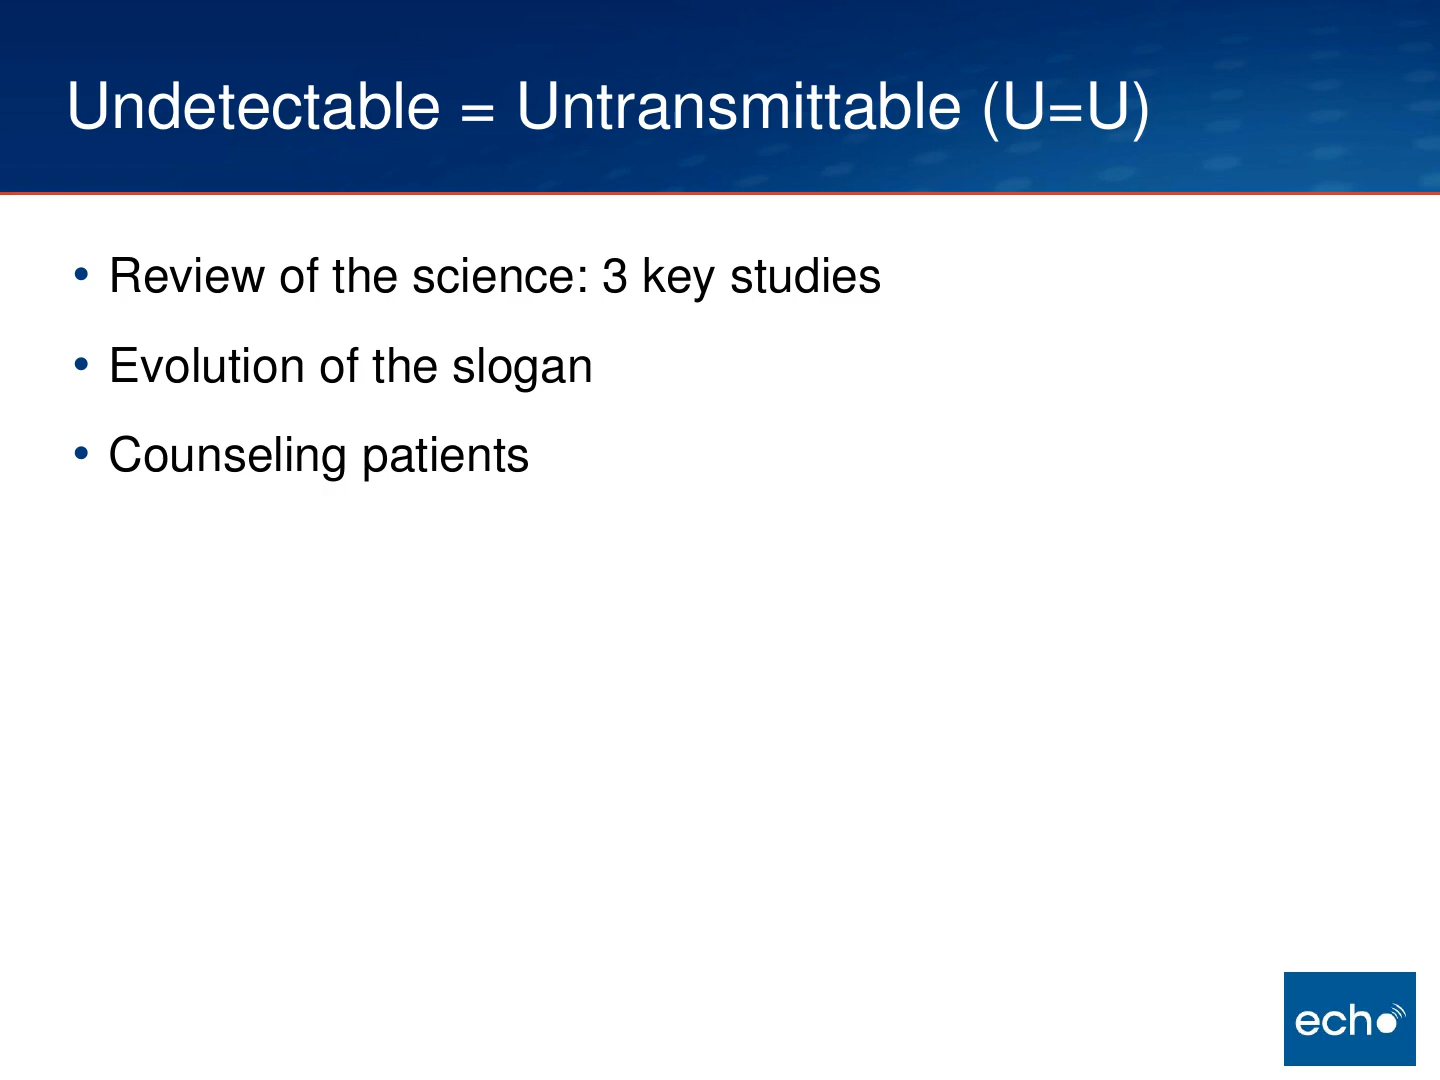 Undetectable = Untransmittable (U=U)
• Review of the science: 3 key studies
• Evolution of the slogan
• Counseling patients
echo